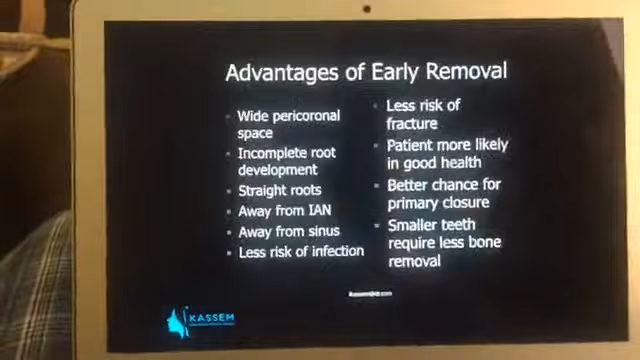 Advantages of Early Removal
Wide pericoronal
space
Incomplete root
development
Straight roots
Away from IAN
Away from sinus
Less risk of infection
Less risk of
fracture
Patient more likely
in good health
Better chance for
primary closure
Smaller teeth
require less bone
removal
KASSEM